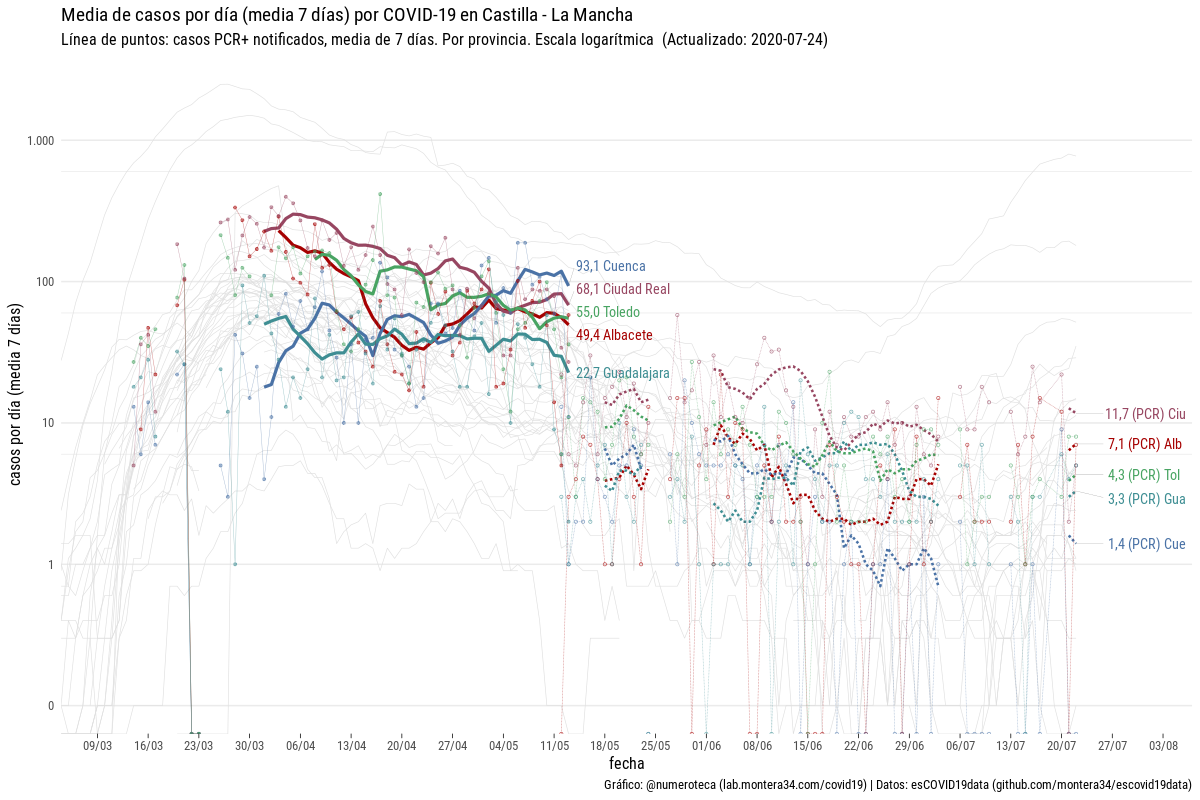 Media de casos por día (media 7 días) por COVID-19 en Castilla - La Mancha
Línea de puntos: casos PCR+ notificados, media de 7 días. Por provincia. Escala logarítmica (Actualizado: 2020-07-24)
casos por día (media 7 días)
1.000
100
10
1
0
93,1 Cuenca
68,1 Ciudad Real
55,0 Toledo
49,4 Albacete
22,7 Guadalajara
11,7 (PCR) Ciu
7,1 (PCR) Alb
4,3 (PCR) Tol
3,3 (PCR) Gua
1,4 (PCR) Cue
09/03 16/03 23/03 30/03 06/04 13/04 20/04 27/04 04/05 11/05 18/05 25/05 01/06 08/06 15/06 22/06 29/06 06/07 13/07 20/07 27/07 03/08
fecha
Gráfico: @numeroteca (lab.montera34.com/covid19) | Datos: esCOVID19data (github.com/montera34/escovid19data)